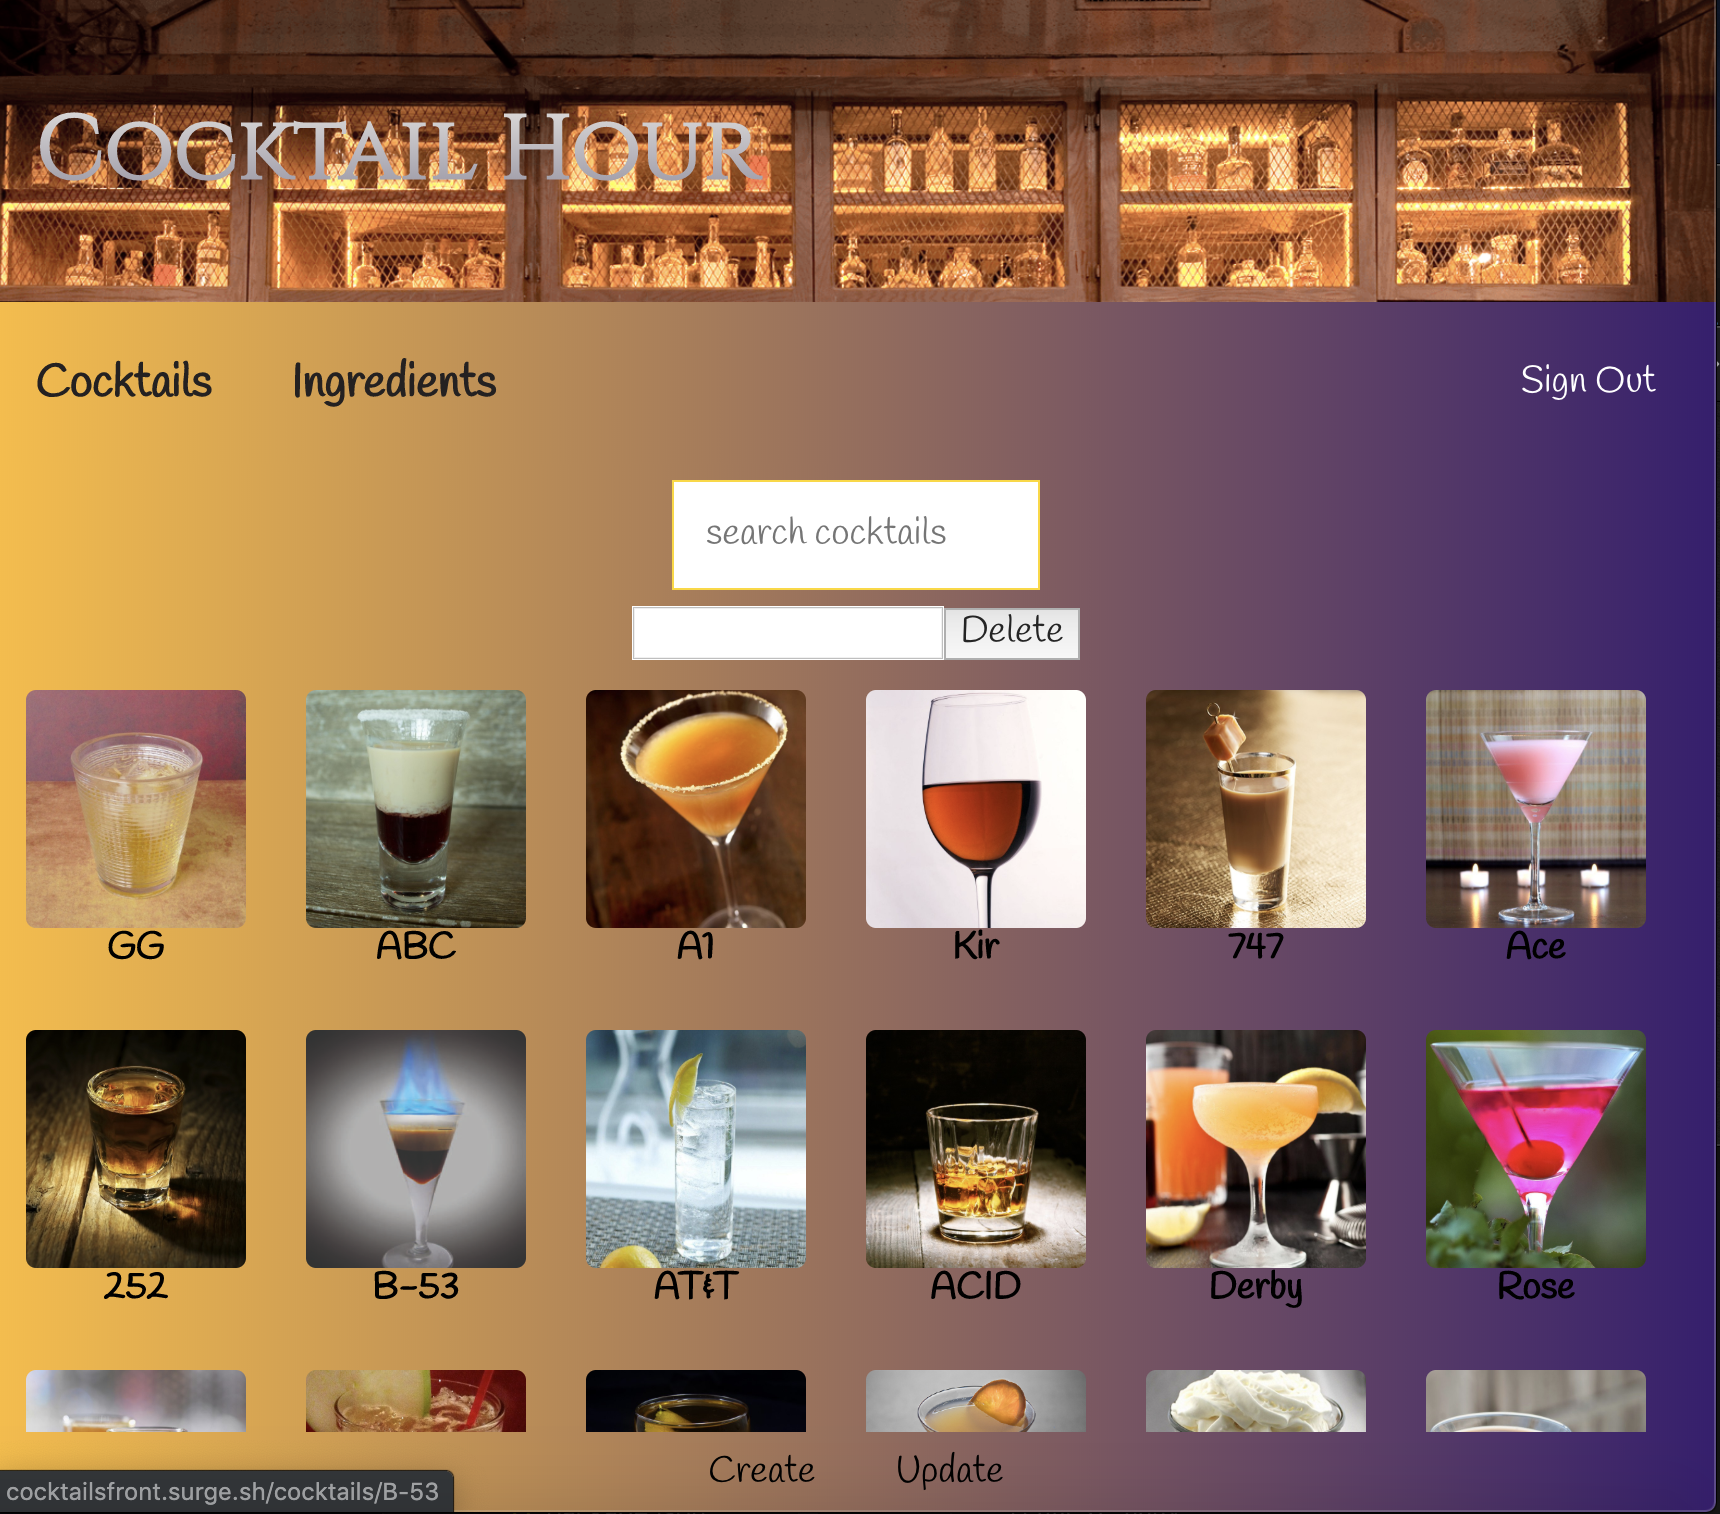 Cocktail Hour
Cocktails Ingredients Sign Out
search cocktails
Delete
GG ABC A1 Kir 747 Ace
252 B-53 AT&T ACID Derby Rose
Create Update
cocktailsfront.surge.sh/cocktails/B-53